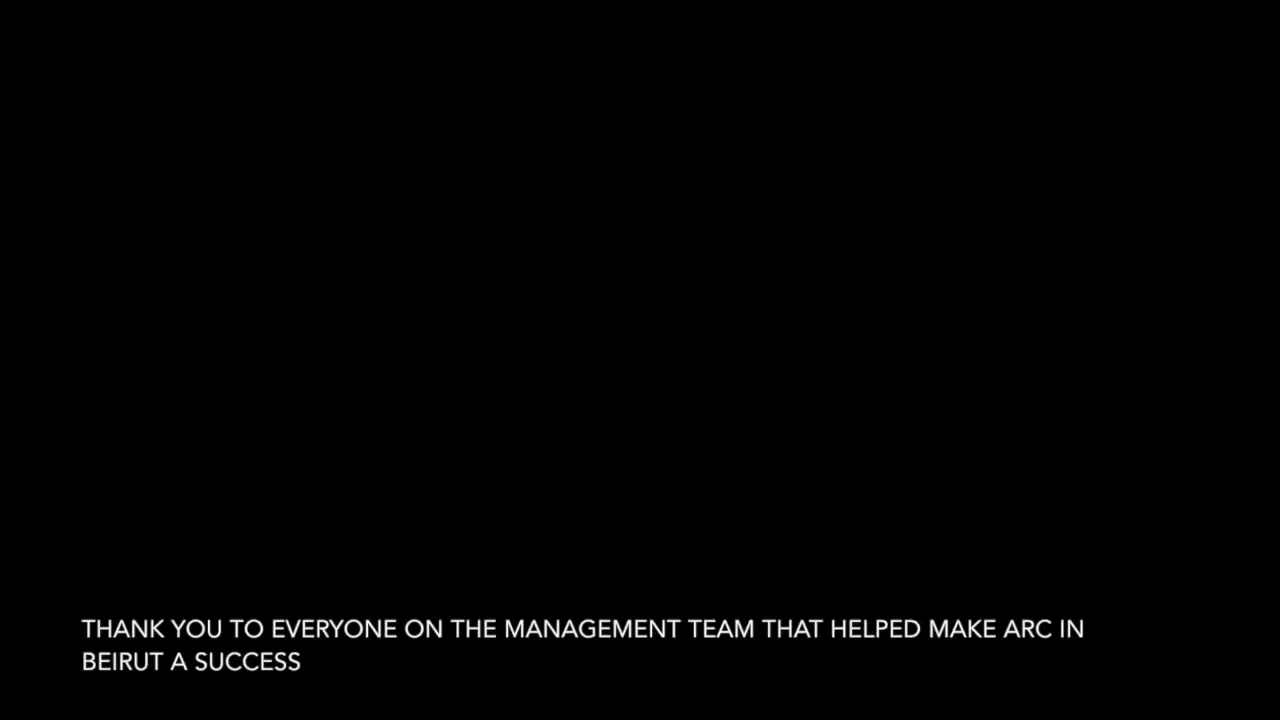 THANK YOU TO EVERYONE ON THE MANAGEMENT TEAM THAT HELPED MAKE ARC IN
BEIRUT A SUCCESS